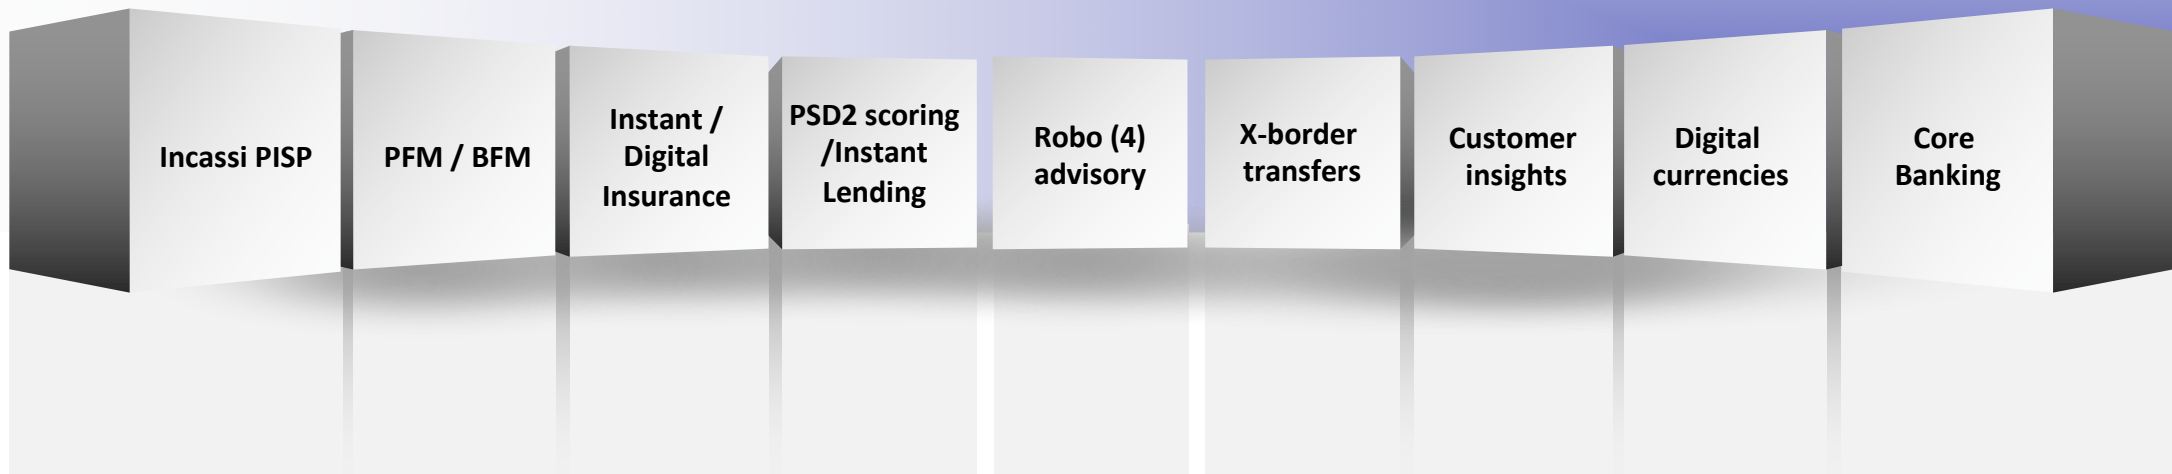 Incassi PISP
PFM / BFM
Instant /
Digital
Insurance
PSD2 scoring
/Instant
Lending
Robo (4)
advisory
X-border
transfers
Customer
insights
Digital
currencies
Core
Banking